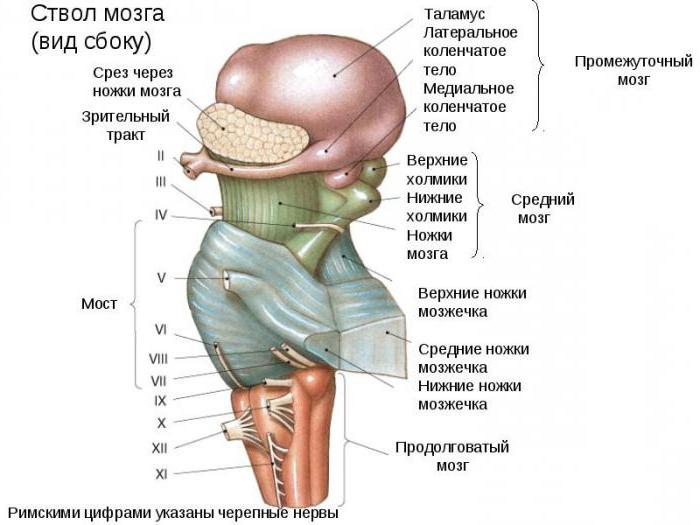 Ствол мозга
(вид сбоку)
Срез через
ножки мозга
Зрительный
тракт
II
III
IV
V
Мост
VI
VIII
VII
IX
X
XII
XI
Таламус
Латеральное
коленчатое
тело
Медиальное
коленчатое
тело
Промежуточный
мозг
Верхние
холмики
Нижние
холмики
Ножки
мозга
Средний
мозг
Верхние ножки
мозжечка
Средние ножки
мозжечка
Нижние ножки
мозжечка
Продолговатый
мозг
Римскими цифрами указаны черепные нервы